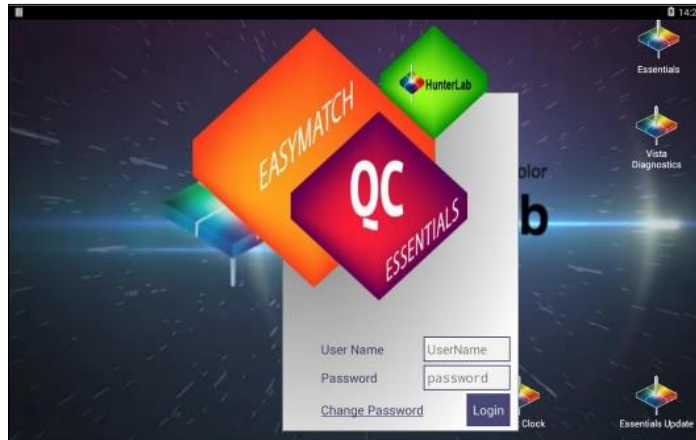 14:2
Essentials
HunterLab
EASYMATCH
Vista
Diagnostics
QC
olor
b
ESSENTIALS
User Name
UserName
Password
password
Change Password
Login
Clock
Essentials Update